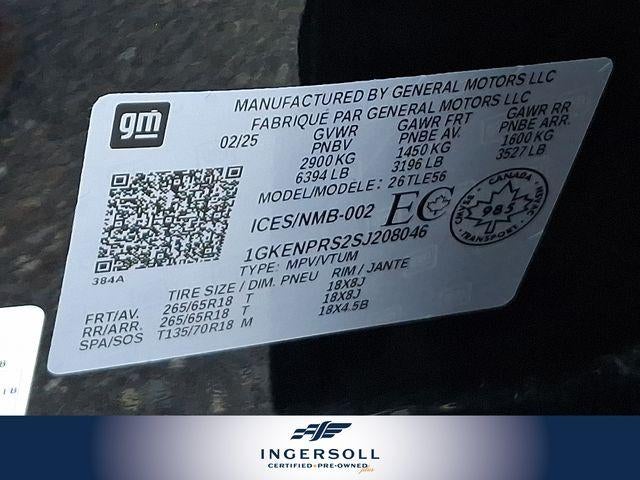 gm
MANUFACTURED BY GENERAL MOTORS LLC
FABRIQUÉ PAR GENERAL MOTORS LLC
02/25
GVWR GAWR FRT GAWR RR
PNBV PNBE AV. PNBE ARR.
2900 KG 1450 KG 1600 KG
6394 LB 3196 LB 3527 LB
MODEL/MODELE: 26TLE56
ICES/NMB-002 EC
CANADA
985
TRANSPORT
1GKENPRS2SJ208046
TYPE: MPV/VTUM
384A
TIRE SIZE / DIM. PNEU RIM / JANTE
FRT/AV. 265/65R18 T 18X8J
RR/ARR. 265/65R18 T 18X8J
SPA/SOS T135/70R18 M 18X4.5B
INGERSOLL
CERTIFIED • PRE-OWNED plus